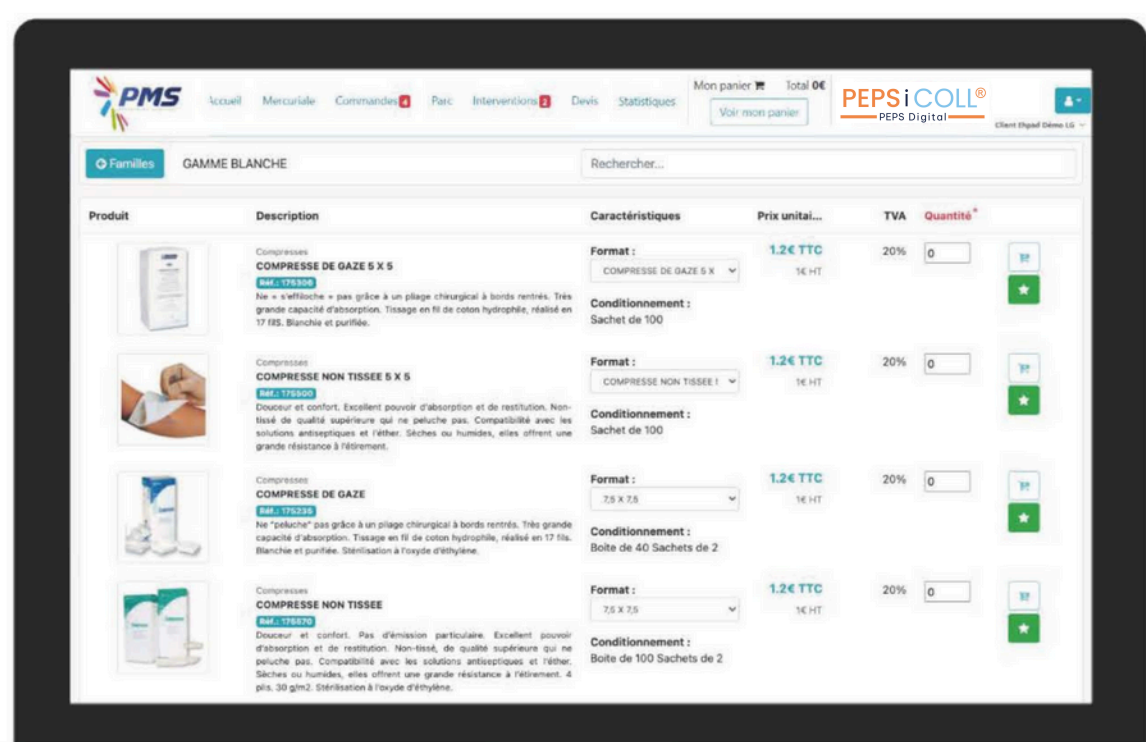 PMS
Accueil Mercuriale Commandes 4 Parc Interventions 2 Devis Statistiques
Mon panier Total 0€
Voir mon panier
PEPSiCOLL®
PEPS Digital
Client Ehpad Démo LG
Familles GAMME BLANCHE Rechercher...
Produit Description Caractéristiques Prix unitai... TVA Quantité*
Compresses
COMPRESSE DE GAZE 5 X 5
Réf.: 175306
Ne « s'effiloche » pas grâce à un pliage chirurgical à bords rentrés. Très
grande capacité d'absorption. Tissage en fil de coton hydrophile, réalisé en
17 fils. Blanchie et purifiée.
Format :
COMPRESSE DE GAZE 5 X
Conditionnement :
Sachet de 100
1.2€ TTC
1€ HT
20%
0
Compresses
COMPRESSE NON TISSEE 5 X 5
Réf.: 175500
Douceur et confort. Excellent pouvoir d'absorption et de restitution. Non-
tissé de qualité supérieure qui ne peluche pas. Compatibilité avec les
solutions antiseptiques et l'éther. Sèches ou humides, elles offrent une
grande résistance à l'étirement.
Format :
COMPRESSE NON TISSEE
Conditionnement :
Sachet de 100
1.2€ TTC
1€ HT
20%
0
Compresses
COMPRESSE DE GAZE
Réf.: 175235
Ne "peluche" pas grâce à un pliage chirurgical à bords rentrés. Très grande
capacité d'absorption. Tissage en fil de coton hydrophile, réalisé en 17 fils.
Blanchie et purifiée. Stérilisation à l'oxyde d'éthylène.
Format :
7,5 X 7,5
Conditionnement :
Boite de 40 Sachets de 2
1.2€ TTC
1€ HT
20%
0
Compresses
COMPRESSE NON TISSEE
Réf.: 175870
Douceur et confort. Pas d'émission particulaire. Excellent pouvoir
d'absorption et de restitution. Non-tissé, de qualité supérieure qui ne
peluche pas. Compatibilité avec les solutions antiseptiques et l'éther.
Sèches ou humides, elles offrent une grande résistance à l'étirement. 4
plis. 30 g/m2. Stérilisation à l'oxyde d'éthylène.
Format :
7,5 X 7,5
Conditionnement :
Boite de 100 Sachets de 2
1.2€ TTC
1€ HT
20%
0